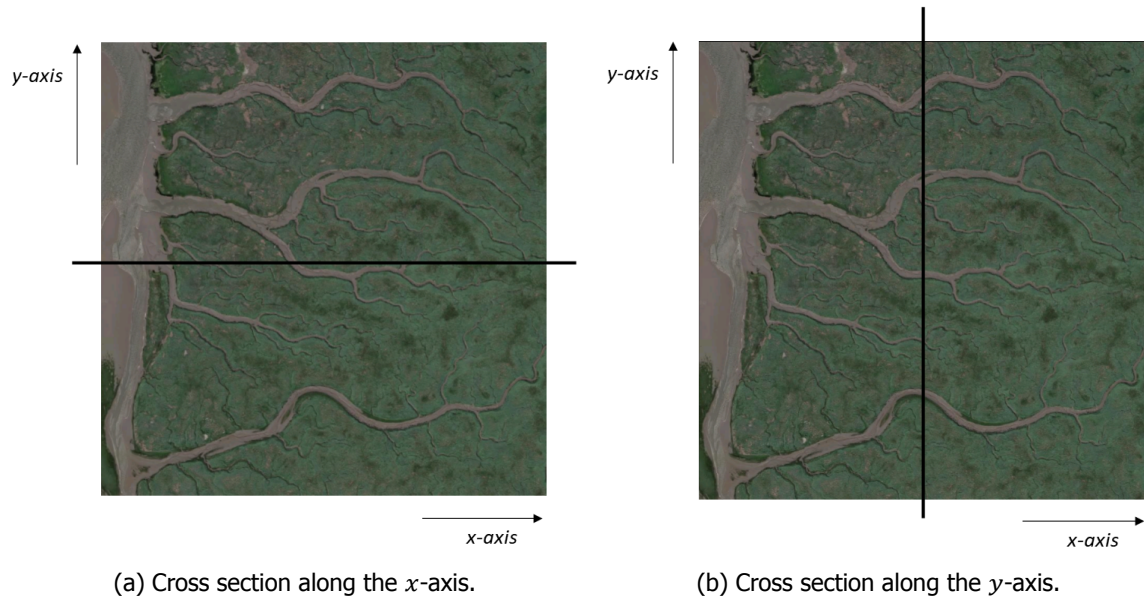 y-axis
y-axis
x-axis
x-axis
(a) Cross section along the x-axis.
(b) Cross section along the y-axis.